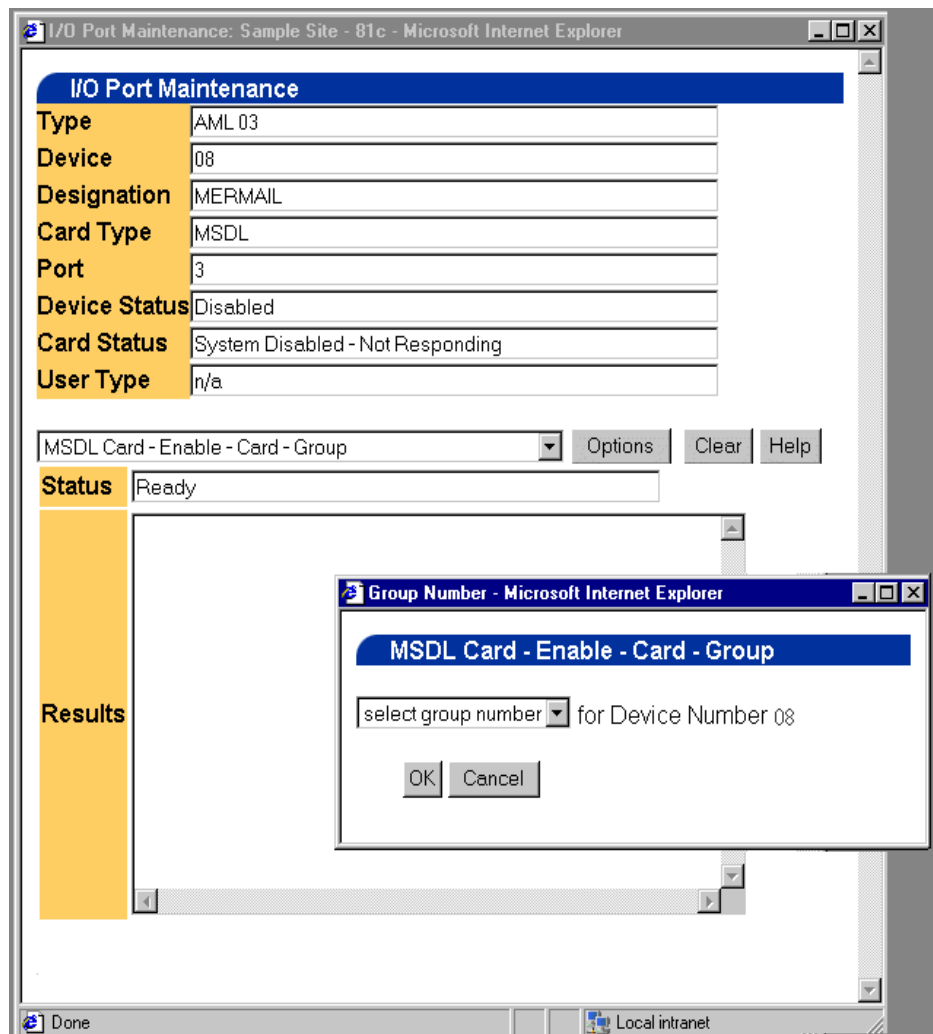 I/O Port Maintenance: Sample Site - 81c - Microsoft Internet Explorer
I/O Port Maintenance
Type AML 03
Device 08
Designation MERMAIL
Card Type MSDL
Port 3
Device Status Disabled
Card Status System Disabled - Not Responding
User Type n/a
MSDL Card - Enable - Card - Group Options Clear Help
Status Ready
Results
Group Number - Microsoft Internet Explorer
MSDL Card - Enable - Card - Group
select group number for Device Number 08
OK Cancel
Done Local intranet